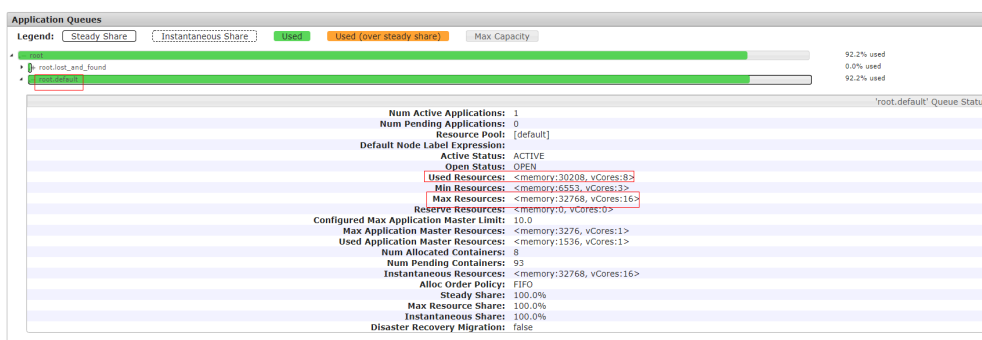 Application Queues
Legend: Steady Share Instantaneous Share Used Used (over steady share) Max Capacity
root 92.2% used
root.lost_and_found 0.0% used
root.default 92.2% used
'root.default' Queue Statu
Num Active Applications: 1
Num Pending Applications: 0
Resource Pool: [default]
Default Node Label Expression:
Active Status: ACTIVE
Open Status: OPEN
Used Resources: <memory:30208, vCores:8>
Min Resources: <memory:6553, vCores:3>
Max Resources: <memory:32768, vCores:16>
Reserve Resources: <memory:0, vCores:0>
Configured Max Application Master Limit: 10.0
Max Application Master Resources: <memory:3276, vCores:1>
Used Application Master Resources: <memory:1536, vCores:1>
Num Allocated Containers: 8
Num Pending Containers: 93
Instantaneous Resources: <memory:32768, vCores:16>
Alloc Order Policy: FIFO
Steady Share: 100.0%
Max Resource Share: 100.0%
Instantaneous Share: 100.0%
Disaster Recovery Migration: false